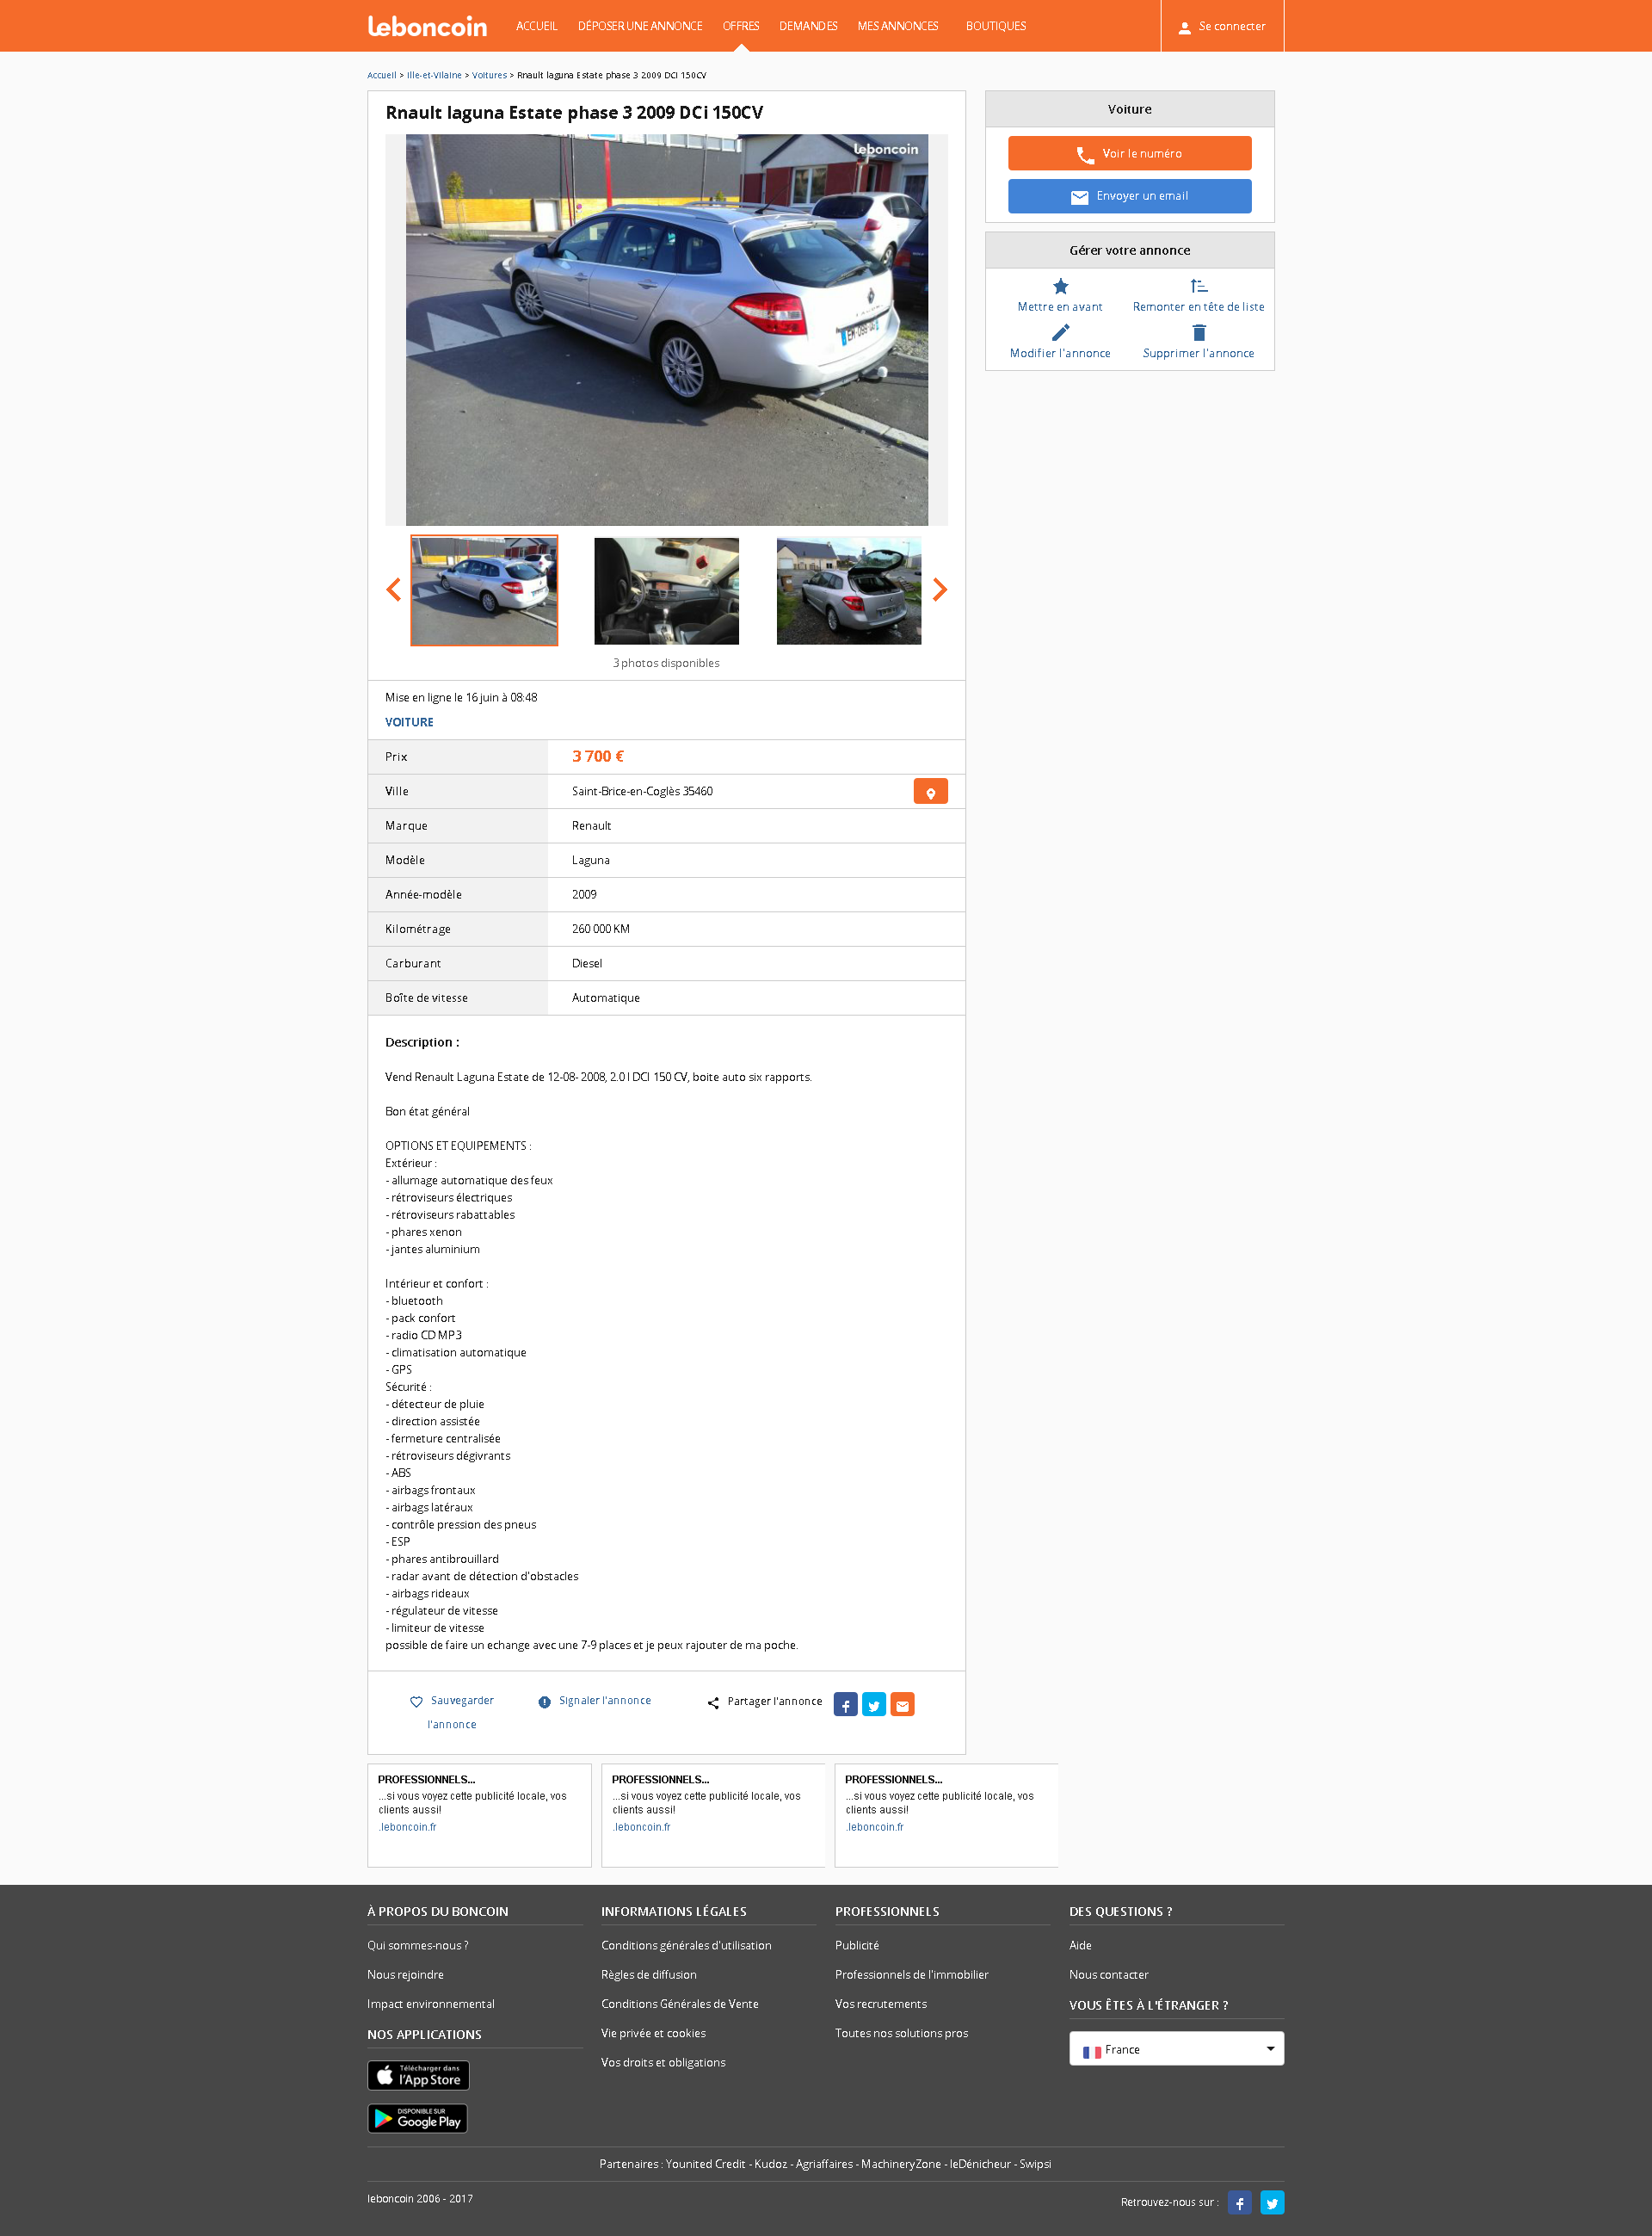 leboncoin
ACCUEIL DÉPOSER UNE ANNONCE OFFRES DEMANDES MES ANNONCES BOUTIQUES Se connecter
Accueil > Ille-et-Vilaine > Voitures > Rnault laguna Estate phase 3 2009 DCi 150CV
Rnault laguna Estate phase 3 2009 DCi 150CV
leboncoin
3 photos disponibles
Mise en ligne le 16 juin à 08:48
VOITURE
Prix 3 700 €
Ville Saint-Brice-en-Coglès 35460
Marque Renault
Modèle Laguna
Année-modèle 2009
Kilométrage 260 000 KM
Carburant Diesel
Boîte de vitesse Automatique
Description :
Vend Renault Laguna Estate de 12-08- 2008, 2.0 l DCI 150 CV, boite auto six rapports.
Bon état général
OPTIONS ET EQUIPEMENTS :
Extérieur :
- allumage automatique des feux
- rétroviseurs électriques
- rétroviseurs rabattables
- phares xenon
- jantes aluminium
Intérieur et confort :
- bluetooth
- pack confort
- radio CD MP3
- climatisation automatique
- GPS
Sécurité :
- détecteur de pluie
- direction assistée
- fermeture centralisée
- rétroviseurs dégivrants
- ABS
- airbags frontaux
- airbags latéraux
- contrôle pression des pneus
- ESP
- phares antibrouillard
- radar avant de détection d'obstacles
- airbags rideaux
- régulateur de vitesse
- limiteur de vitesse
possible de faire un echange avec une 7-9 places et je peux rajouter de ma poche.
Sauvegarder
l'annonce
Signaler l'annonce
Partager l'annonce
Voiture
Voir le numéro
Envoyer un email
Gérer votre annonce
Mettre en avant
Remonter en tête de liste
Modifier l'annonce
Supprimer l'annonce
PROFESSIONNELS...
...si vous voyez cette publicité locale, vos
clients aussi!
.leboncoin.fr
PROFESSIONNELS...
...si vous voyez cette publicité locale, vos
clients aussi!
.leboncoin.fr
PROFESSIONNELS...
...si vous voyez cette publicité locale, vos
clients aussi!
.leboncoin.fr
À PROPOS DU BONCOIN
Qui sommes-nous ?
Nous rejoindre
Impact environnemental
NOS APPLICATIONS
Télécharger dans
l'App Store
DISPONIBLE SUR
Google Play
INFORMATIONS LÉGALES
Conditions générales d'utilisation
Règles de diffusion
Conditions Générales de Vente
Vie privée et cookies
Vos droits et obligations
PROFESSIONNELS
Publicité
Professionnels de l'immobilier
Vos recrutements
Toutes nos solutions pros
DES QUESTIONS ?
Aide
Nous contacter
VOUS ÊTES À L'ÉTRANGER ?
France
Partenaires : Younited Credit - Kudoz - Agriaffaires - MachineryZone - leDénicheur - Swipsi
leboncoin 2006 - 2017
Retrouvez-nous sur :